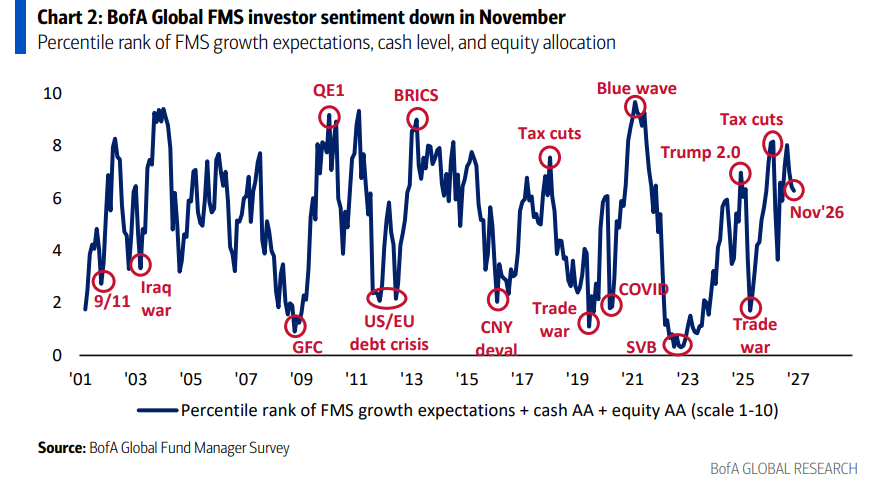 Chart 2: BofA Global FMS investor sentiment down in November
Percentile rank of FMS growth expectations, cash level, and equity allocation
10
8
6
4
2
0
9/11
Iraq
war
GFC
QE1
US/EU
debt crisis
BRICS
CNY
deval
Tax cuts
Trade
war
COVID
Blue wave
SVB
Trump 2.0
Trade
war
Tax cuts
Nov'26
'01 '03 '05 '07 '09 '11 '13 '15 '17 '19 '21 '23 '25 '27
Percentile rank of FMS growth expectations + cash AA + equity AA (scale 1-10)
Source: BofA Global Fund Manager Survey
BofA GLOBAL RESEARCH